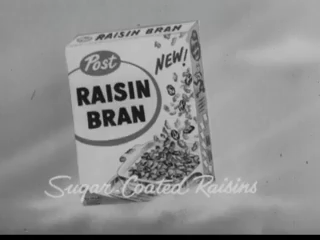 RAISIN BRAN
Post
NEW!
RAISIN
BRAN
Sugar Coated Raisins